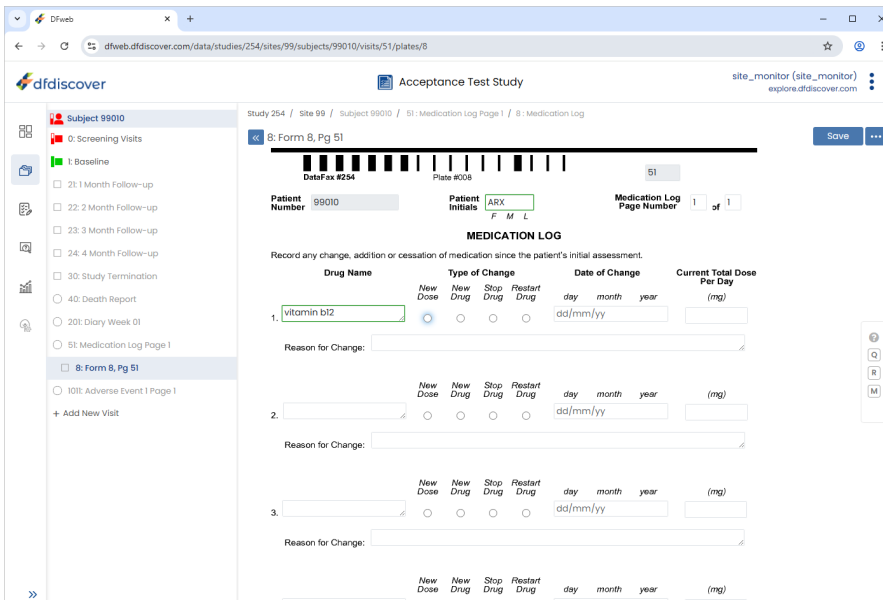 DFweb
dfweb.dfdiscover.com/data/studies/254/sites/99/subjects/99010/visits/51/plates/8
dfdiscover
Acceptance Test Study
site_monitor (site_monitor)
explore.dfdiscover.com
Subject 99010
0: Screening Visits
1: Baseline
21: 1 Month Follow-up
22: 2 Month Follow-up
23: 3 Month Follow-up
24: 4 Month Follow-up
30: Study Termination
40: Death Report
201: Diary Week 01
51: Medication Log Page 1
8: Form 8, Pg 51
1011: Adverse Event 1 Page 1
+ Add New Visit
Study 254 / Site 99 / Subject 99010 / 51 : Medication Log Page 1 / 8 : Medication Log
8: Form 8, Pg 51
Save
DataFax #254 Plate #008 51
Patient Number 99010 Patient Initials ARX Medication Log Page Number 1 of 1
F M L
MEDICATION LOG
Record any change, addition or cessation of medication since the patient's initial assessment.
Drug Name Type of Change Date of Change Current Total Dose Per Day
New Dose New Drug Stop Drug Restart Drug day month year (mg)
1. vitamin b12 dd/mm/yy
Reason for Change:
New Dose New Drug Stop Drug Restart Drug day month year (mg)
2. dd/mm/yy
Reason for Change:
New Dose New Drug Stop Drug Restart Drug day month year (mg)
3. dd/mm/yy
Reason for Change:
New Dose New Drug Stop Drug Restart Drug day month year (mg)
Q
R
M